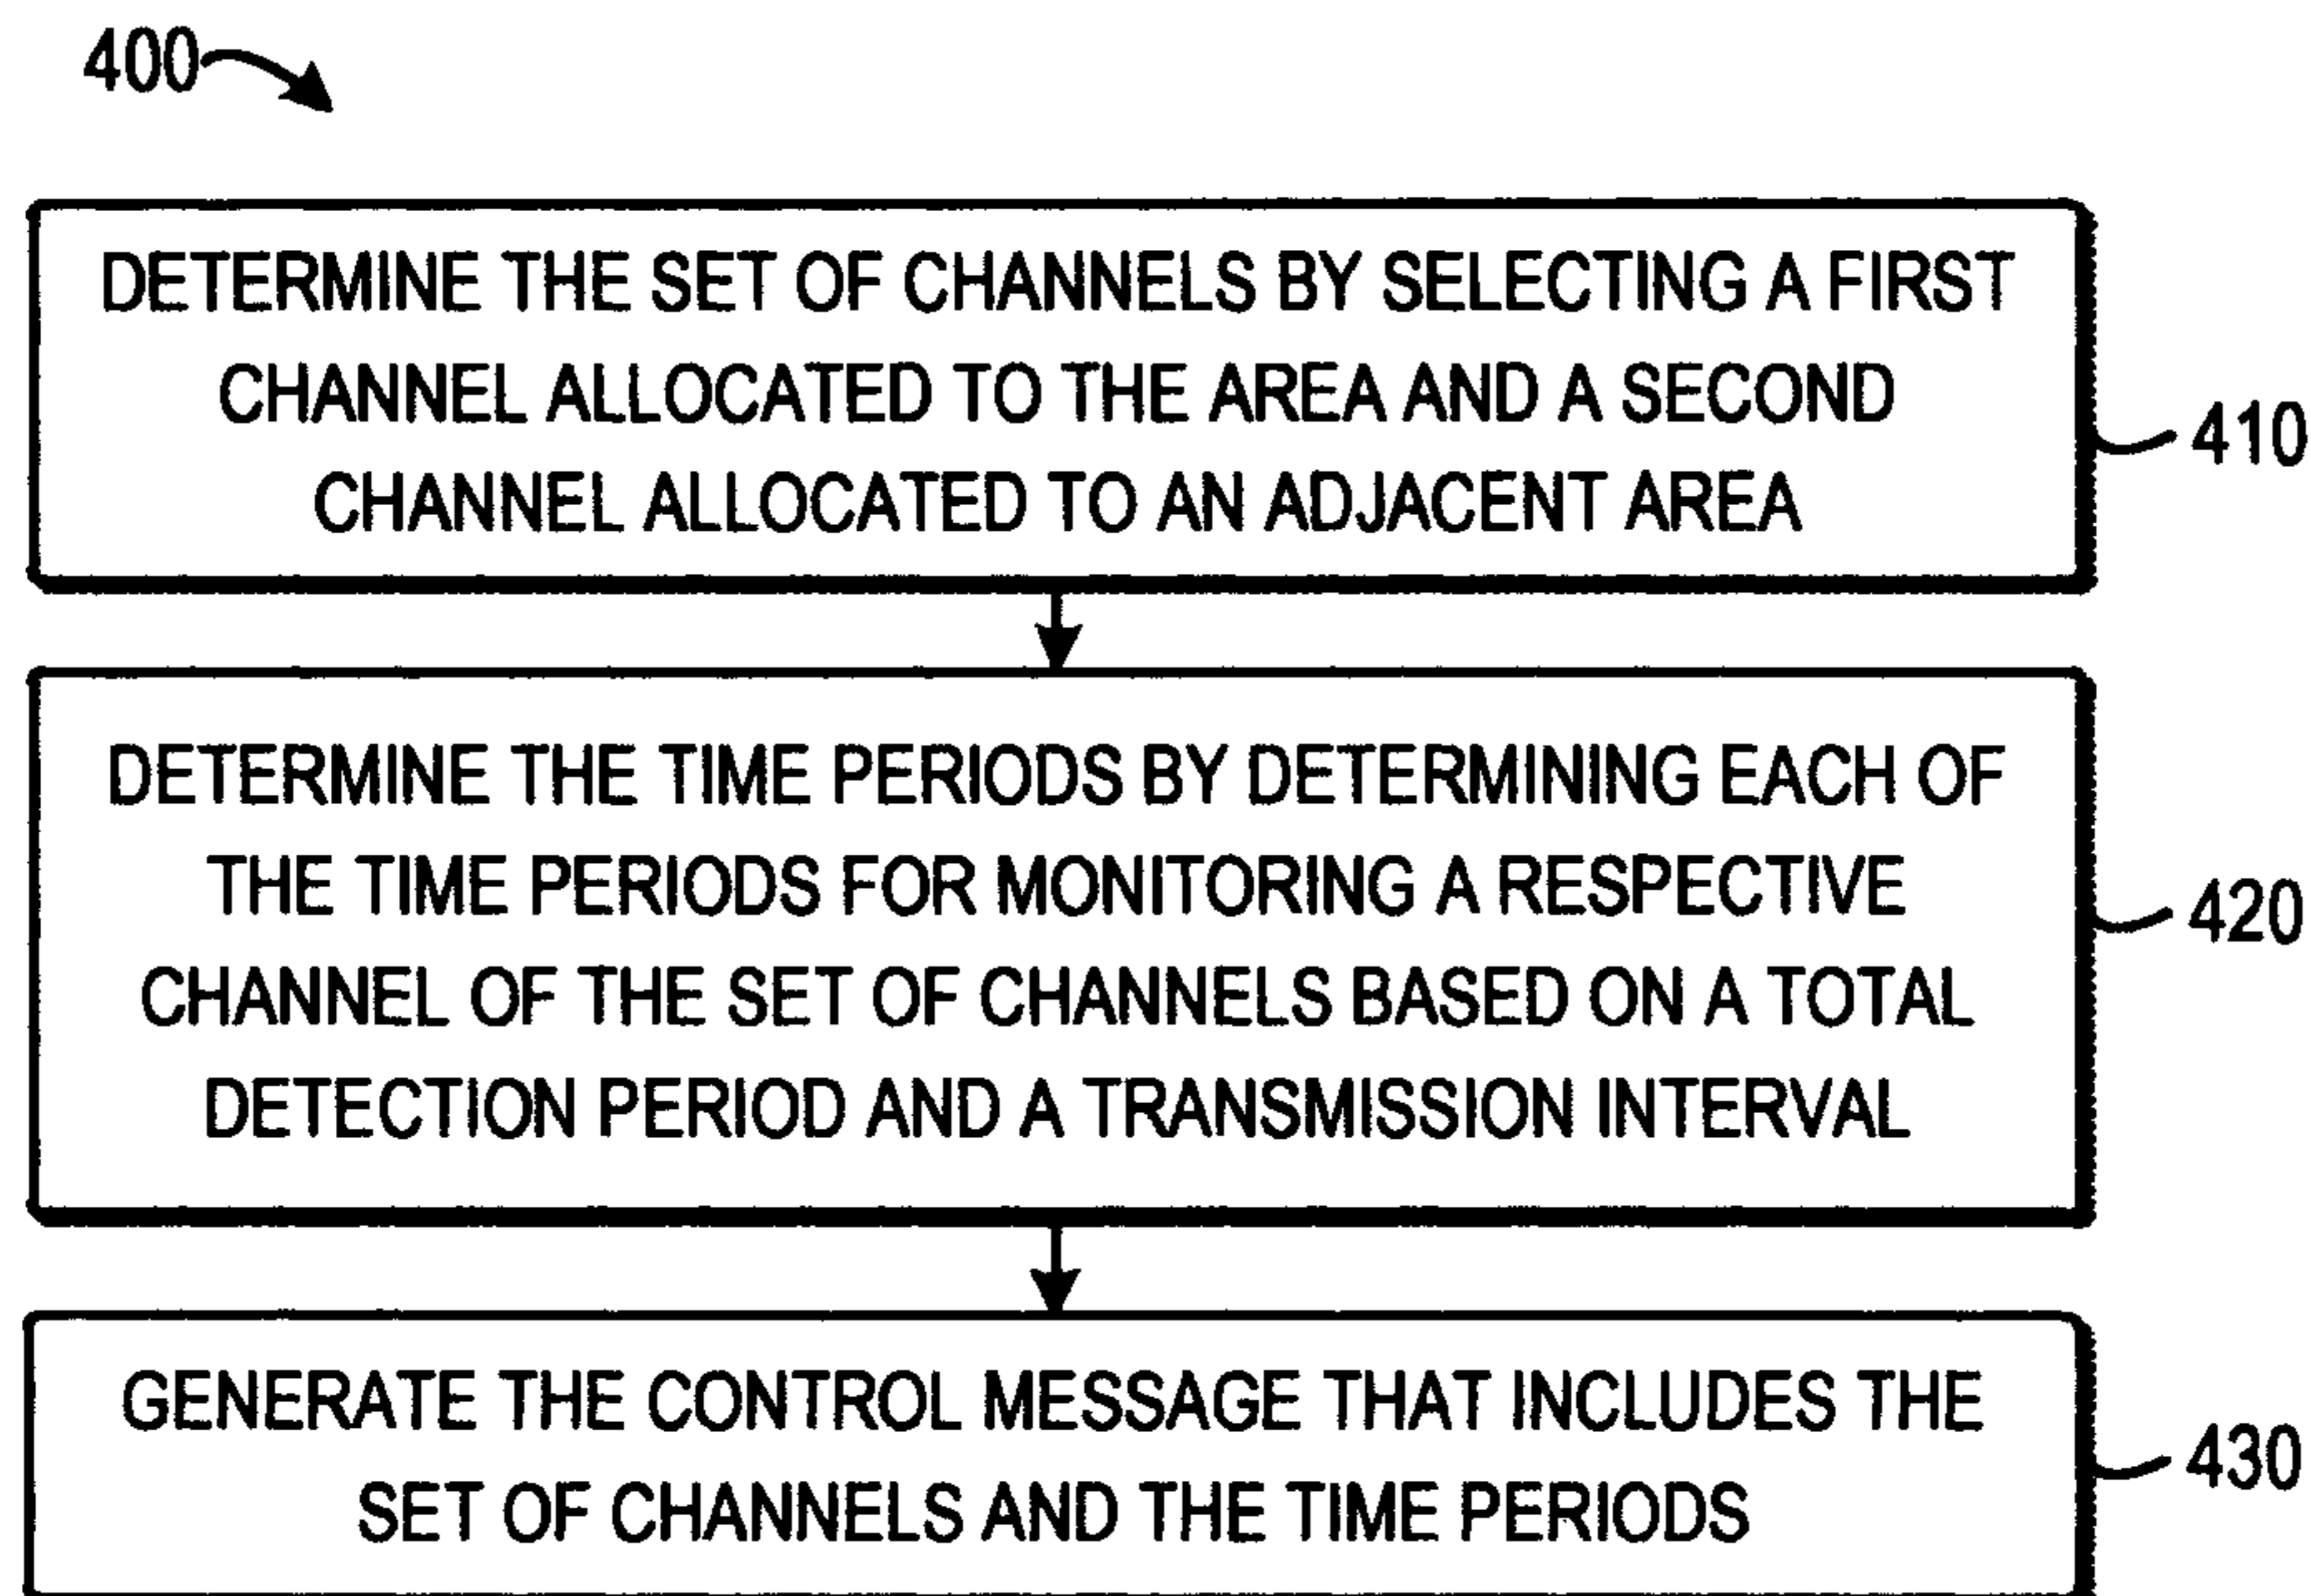 400
DETERMINE THE SET OF CHANNELS BY SELECTING A FIRST
CHANNEL ALLOCATED TO THE AREA AND A SECOND
CHANNEL ALLOCATED TO AN ADJACENT AREA
410
DETERMINE THE TIME PERIODS BY DETERMINING EACH OF
THE TIME PERIODS FOR MONITORING A RESPECTIVE
CHANNEL OF THE SET OF CHANNELS BASED ON A TOTAL
DETECTION PERIOD AND A TRANSMISSION INTERVAL
420
GENERATE THE CONTROL MESSAGE THAT INCLUDES THE
SET OF CHANNELS AND THE TIME PERIODS
430